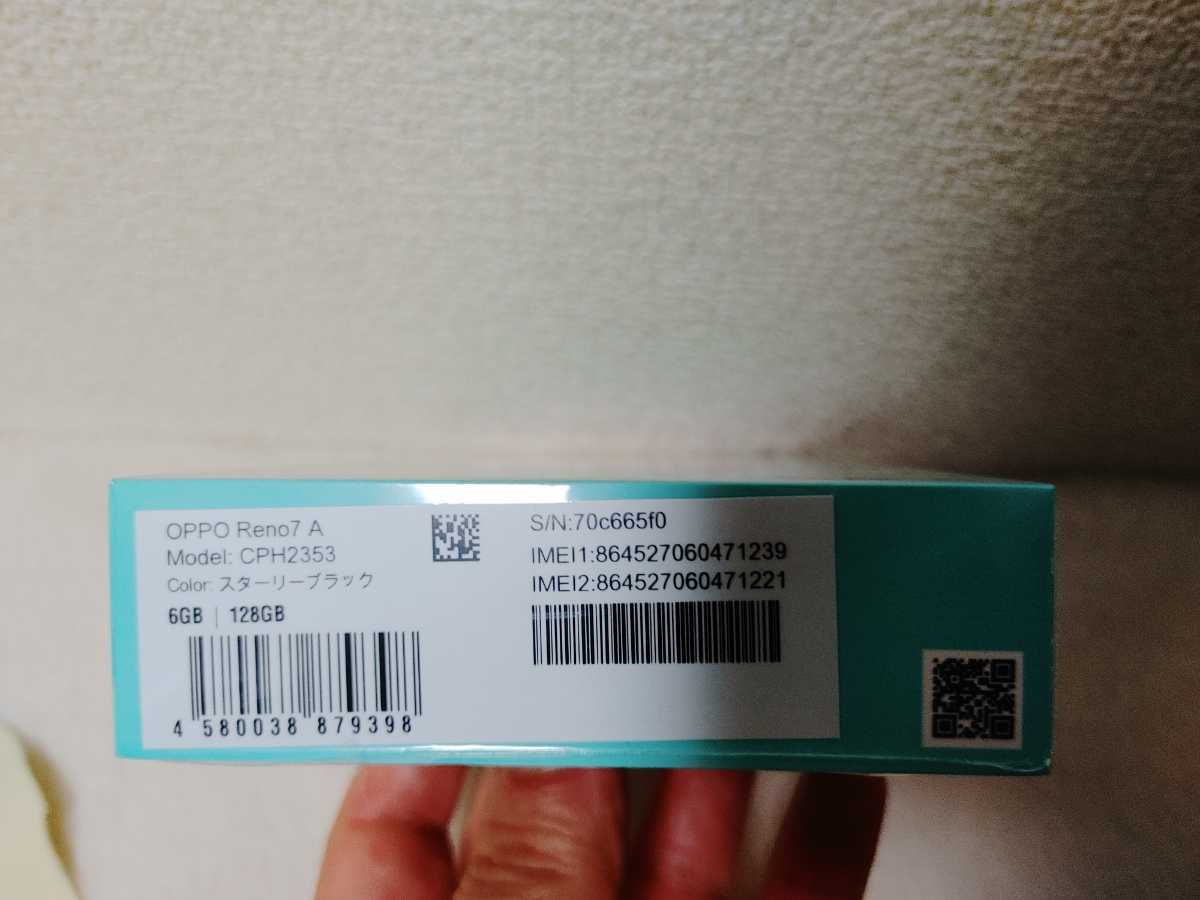 OPPO Reno7 A
Model: CPH2353
Color: スターリーブラック
6GB | 128GB
4 580038 879398
S/N:70c665f0
IMEI1:864527060471239
IMEI2:864527060471221